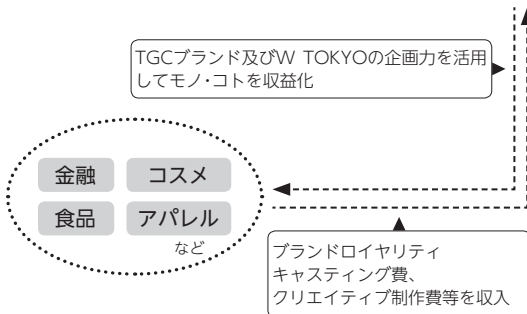 TGCブランド及びW TOKYOの企画力を活用
してモノ・コトを収益化
金融 コスメ
食品 アパレル
など
ブランドロイヤリティ
キャスティング費、
クリエイティブ制作費等を収入